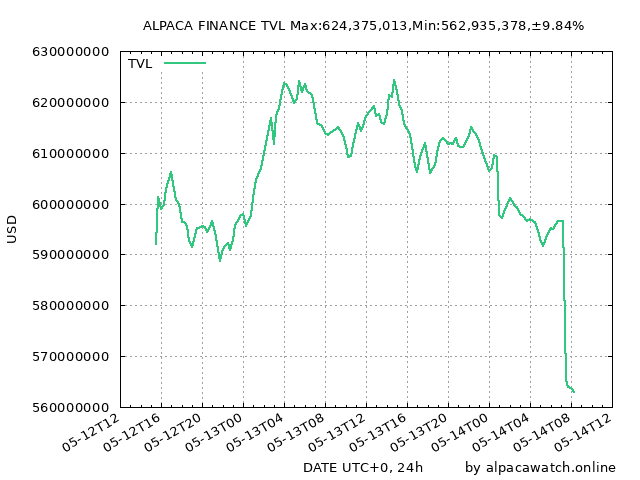 ALPACA FINANCE TVL Max:624,375,013,Min:562,935,378,±9.84%
TVL
630000000
620000000
610000000
600000000
590000000
580000000
570000000
560000000
USD
05-12T12
05-12T16
05-12T20
05-13T00
05-13T04
05-13T08
05-13T12
05-13T16
05-13T20
05-14T00
05-14T04
05-14T08
05-14T12
DATE UTC+0, 24h
by alpacawatch.online